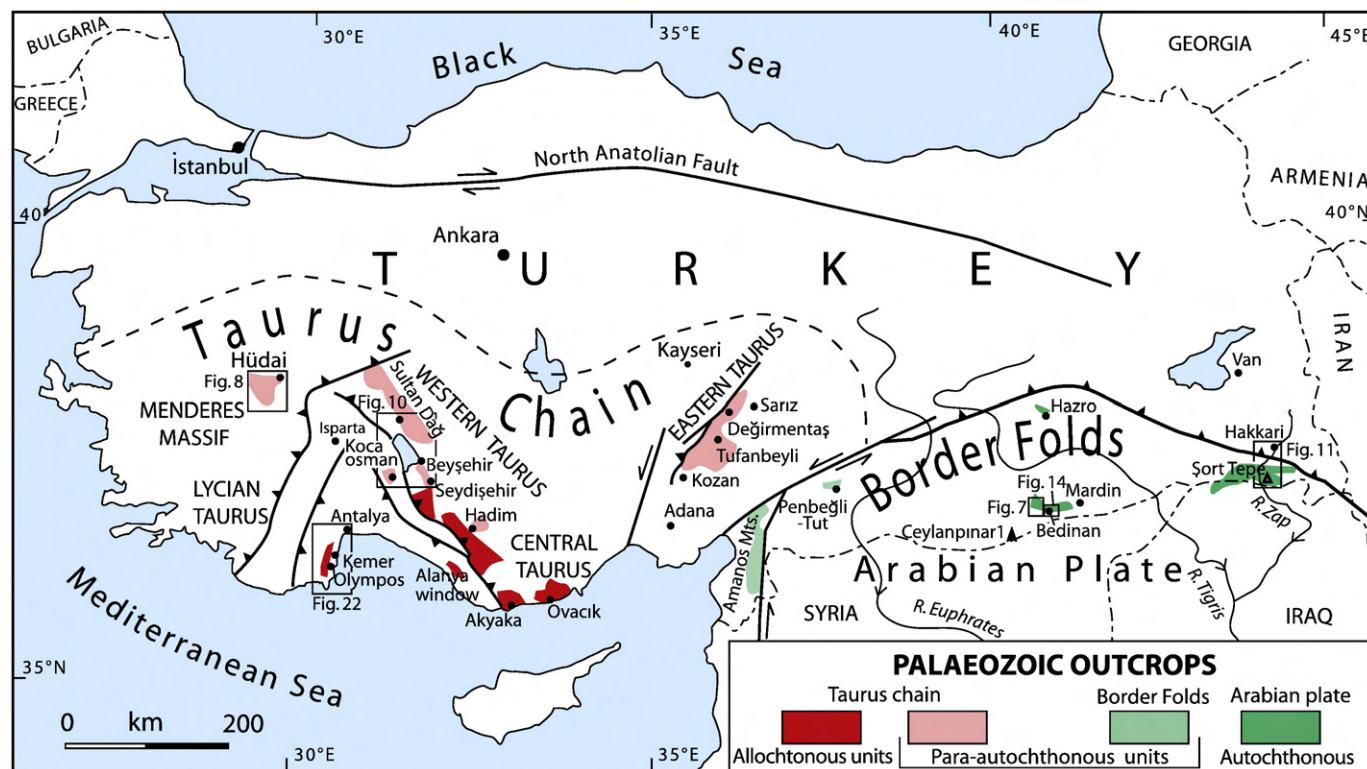 30°E
35°E
40°E
45°E
BULGARIA
GREECE
Black Sea
GEORGIA
ARMENIA
İstanbul
North Anatolian Fault
40°
40°N
Ankara
TURKEY
IRAN
Taurus Chain
Hüdai
Fig. 8
MENDERES
MASSIF
Sultan Dağ
WESTERN TAURUS
Fig. 10
Isparta
Koca
osman
Beyşehir
Seydişehir
Hadim
LYCIAN
TAURUS
Antalya
Kemer
Olympos
Fig. 22
Alanya
window
CENTRAL
TAURUS
Akyaka
Ovacık
Kayseri
EASTERN TAURUS
Sarız
Değirmentaş
Tufanbeyli
Kozan
Adana
Border Folds
Penbeğli
-Tut
Amanos Mts.
Hazro
Van
Hakkari
Fig. 11
Şort Tepe
R. Zap
Fig. 14
Fig. 7
Mardin
Bedinan
Ceylanpınar1
Arabian Plate
SYRIA
R. Euphrates
R. Tigris
IRAQ
Mediterranean Sea
35°N
0 km 200
30°E
35°E
PALAEOZOIC OUTCROPS
Taurus chain Border Folds Arabian plate
Allochtonous units Para-autochthonous units Autochthonous